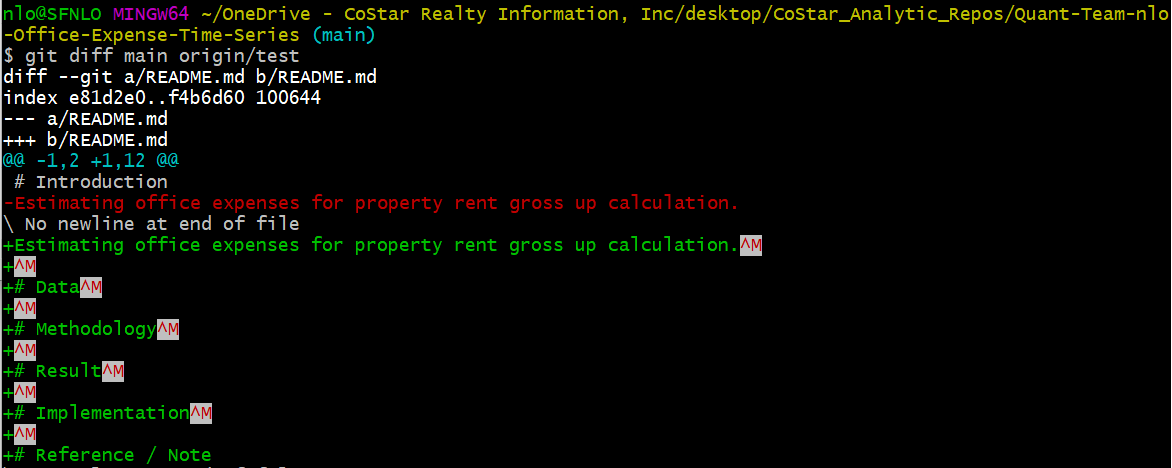 nlo@SFNLO MINGW64 ~/OneDrive - CoStar Realty Information, Inc/desktop/CoStar_Analytic_Repos/Quant-Team-nlo
-Office-Expense-Time-Series (main)
$ git diff main origin/test
diff --git a/README.md b/README.md
index e81d2e0..f4b6d60 100644
--- a/README.md
+++ b/README.md
@@ -1,2 +1,12 @@
 # Introduction
-Estimating office expenses for property rent gross up calculation.
\ No newline at end of file
+Estimating office expenses for property rent gross up calculation.^M
+^M
+# Data^M
+^M
+# Methodology^M
+^M
+# Result^M
+^M
+# Implementation^M
+^M
+# Reference / Note